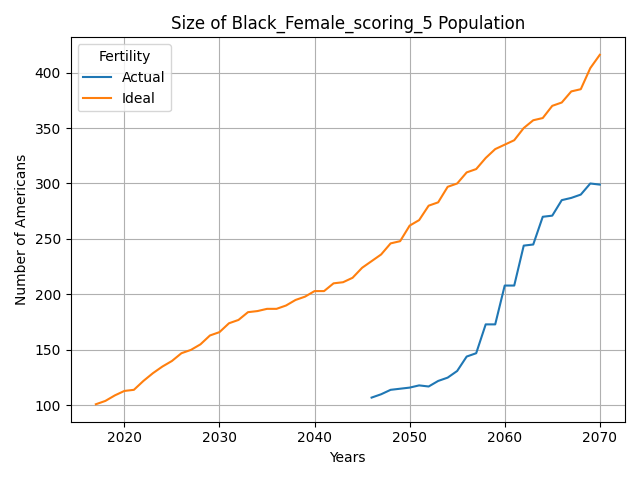 Size of Black_Female_scoring_5 Population
Fertility
Actual
Ideal
Number of Americans
400
350
300
250
200
150
100
2020 2030 2040 2050 2060 2070
Years